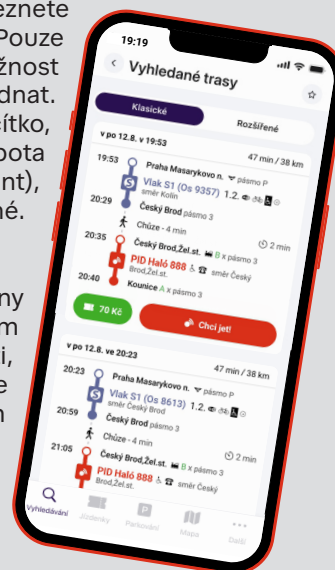 eznete
Pouze
žnost
dnat.
čítko,
bota
nt),
né.
ny
m
ti,
e
n
19:19
Vyhledané trasy
Klasické
Rozšířené
v po 12.8. v 19:53
47 min / 38 km
19:53
Praha Masarykovo n. pásmo P
Vlak S1 (Os 9357) 1.2.
směr Kolín
20:29
Český Brod pásmo 3
Chůze - 4 min
2 min
20:35
Český Brod,Žel.st. B x pásmo 3
PID Haló 888 směr Český
Brod,Žel.st.
20:40
Kounice A x pásmo 3
70 Kč
Chci jet!
v po 12.8. ve 20:23
47 min / 38 km
20:23
Praha Masarykovo n. pásmo P
Vlak S1 (Os 8613) 1.2.
směr Český Brod
20:59
Český Brod pásmo 3
Chůze - 4 min
2 min
21:05
Český Brod,Žel.st. B x pásmo 3
PID Haló 888 směr Český
Brod,Žel.st.
Vyhledávání
Jízdenky
Parkování
Mapa
Další